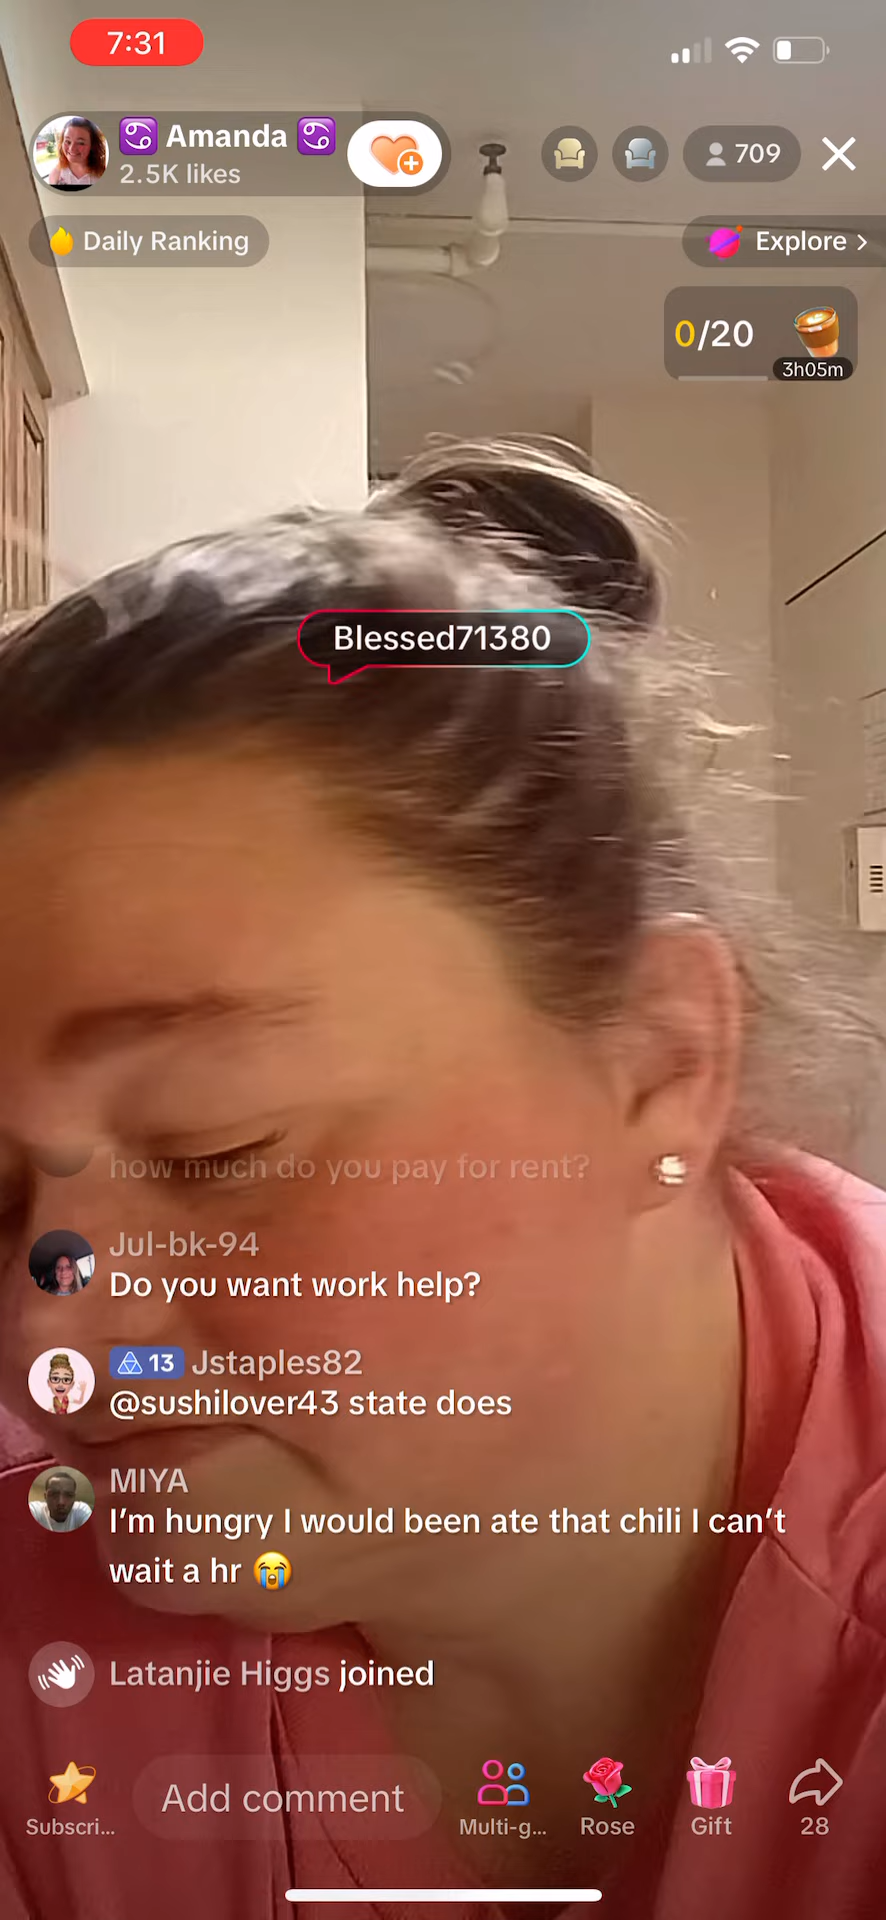 7:31
♋ Amanda ♋
2.5K likes
709
Daily Ranking
Explore >
0/20
3h05m
Blessed71380
how much do you pay for rent?
Jul-bk-94
Do you want work help?
13 Jstaples82
@sushilover43 state does
MIYA
I'm hungry I would been ate that chili I can't
wait a hr 😭
Latanjie Higgs joined
Add comment
Subscri...
Multi-g...
Rose
Gift
28